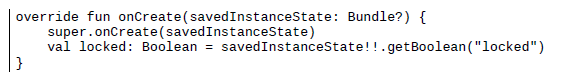 override fun onCreate(savedInstanceState: Bundle?) {
    super.onCreate(savedInstanceState)
    val locked: Boolean = savedInstanceState!!.getBoolean("locked")
}